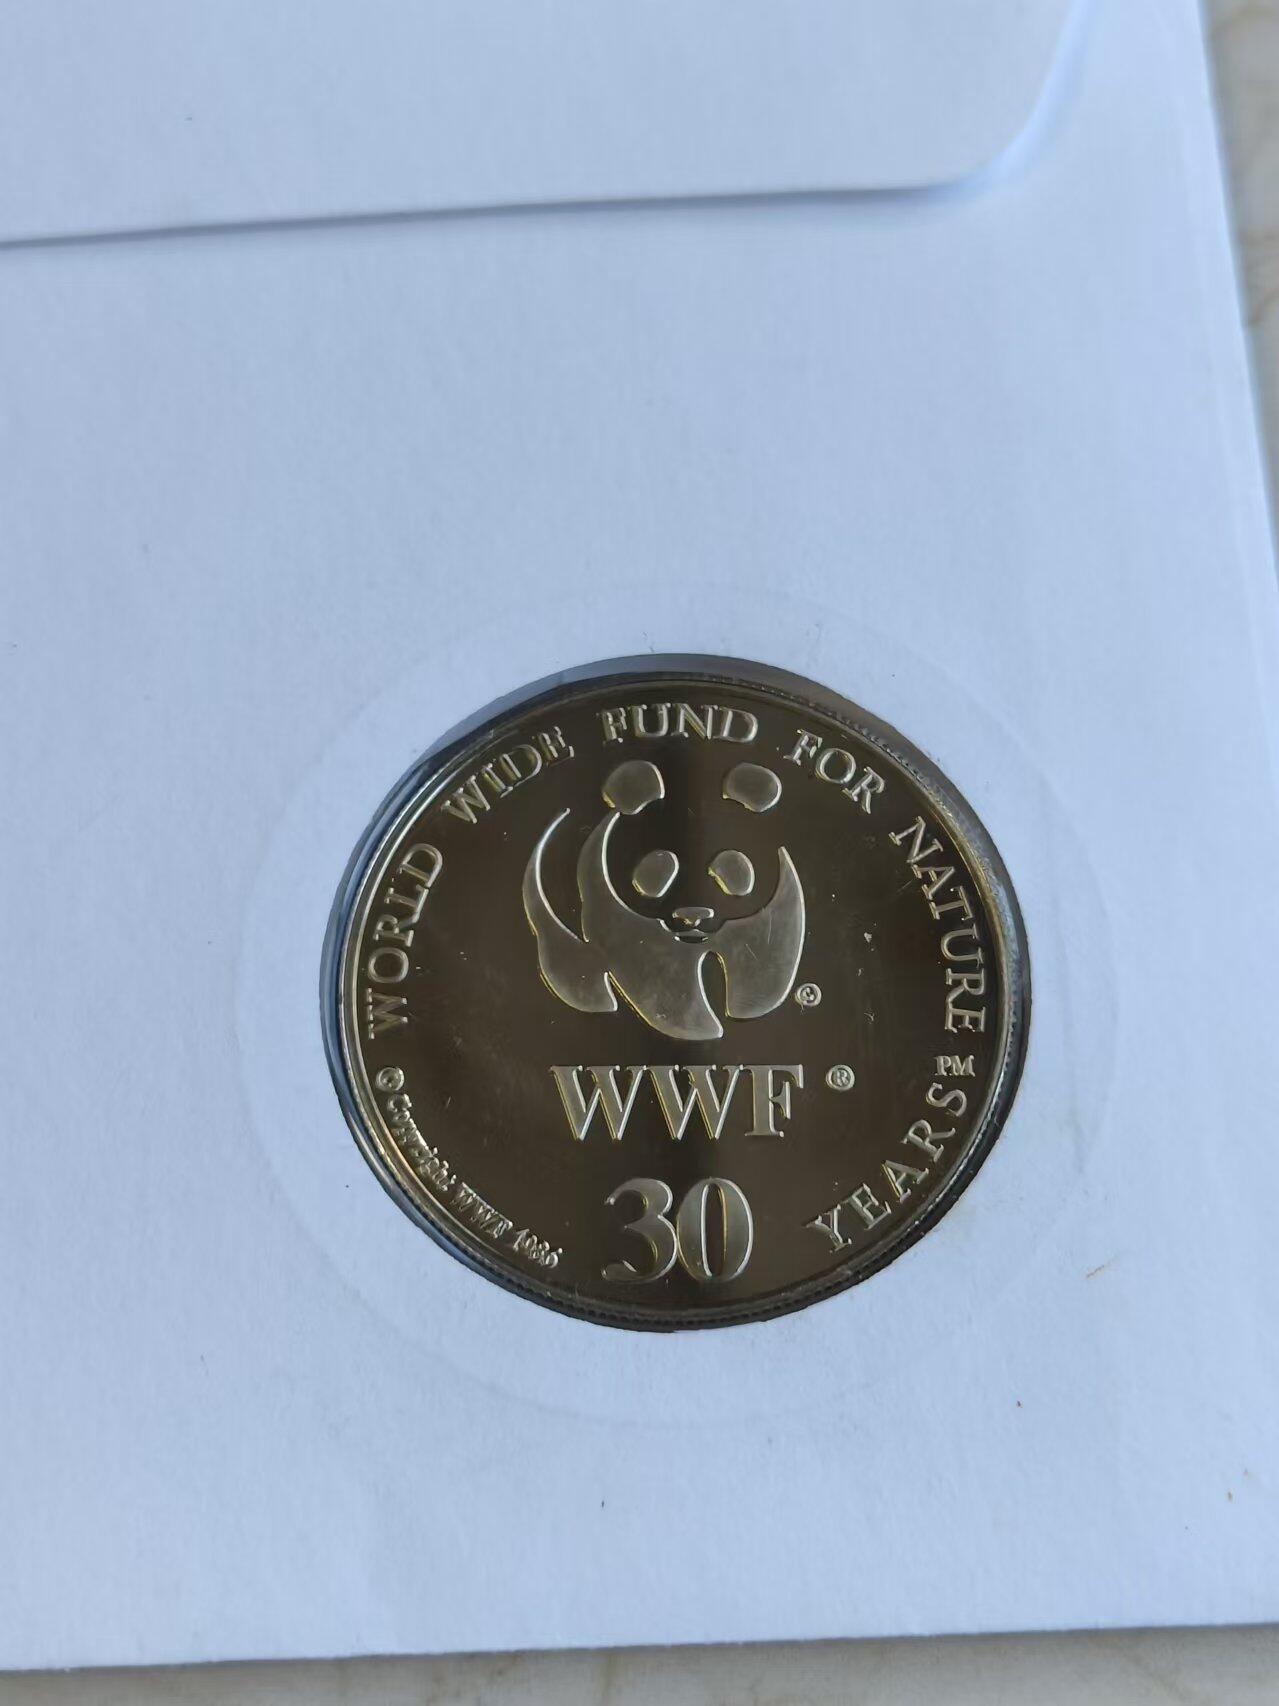 WORLD WIDE FUND FOR NATURE
©
WWF ®
30
YEARS PM
© Copyright WWF 1986